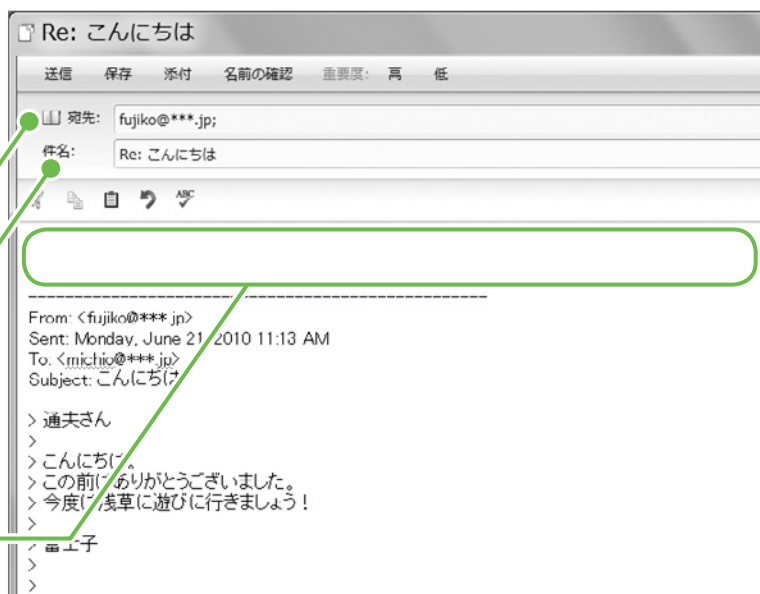 Re: こんにちは
送信 保存 添付 名前の確認 重要度: 高 低
宛先: fujiko@***.jp;
件名: Re: こんにちは
ABC
--------------------------------------------------
From: <fujiko@***.jp>
Sent: Monday, June 21, 2010 11:13 AM
To: <michio@***.jp>
Subject: こんにちは
> 通夫さん
>
> こんにちは。
> この前はありがとうございました。
> 今度は浅草に遊びに行きましょう！
>
> 富士子
>
>